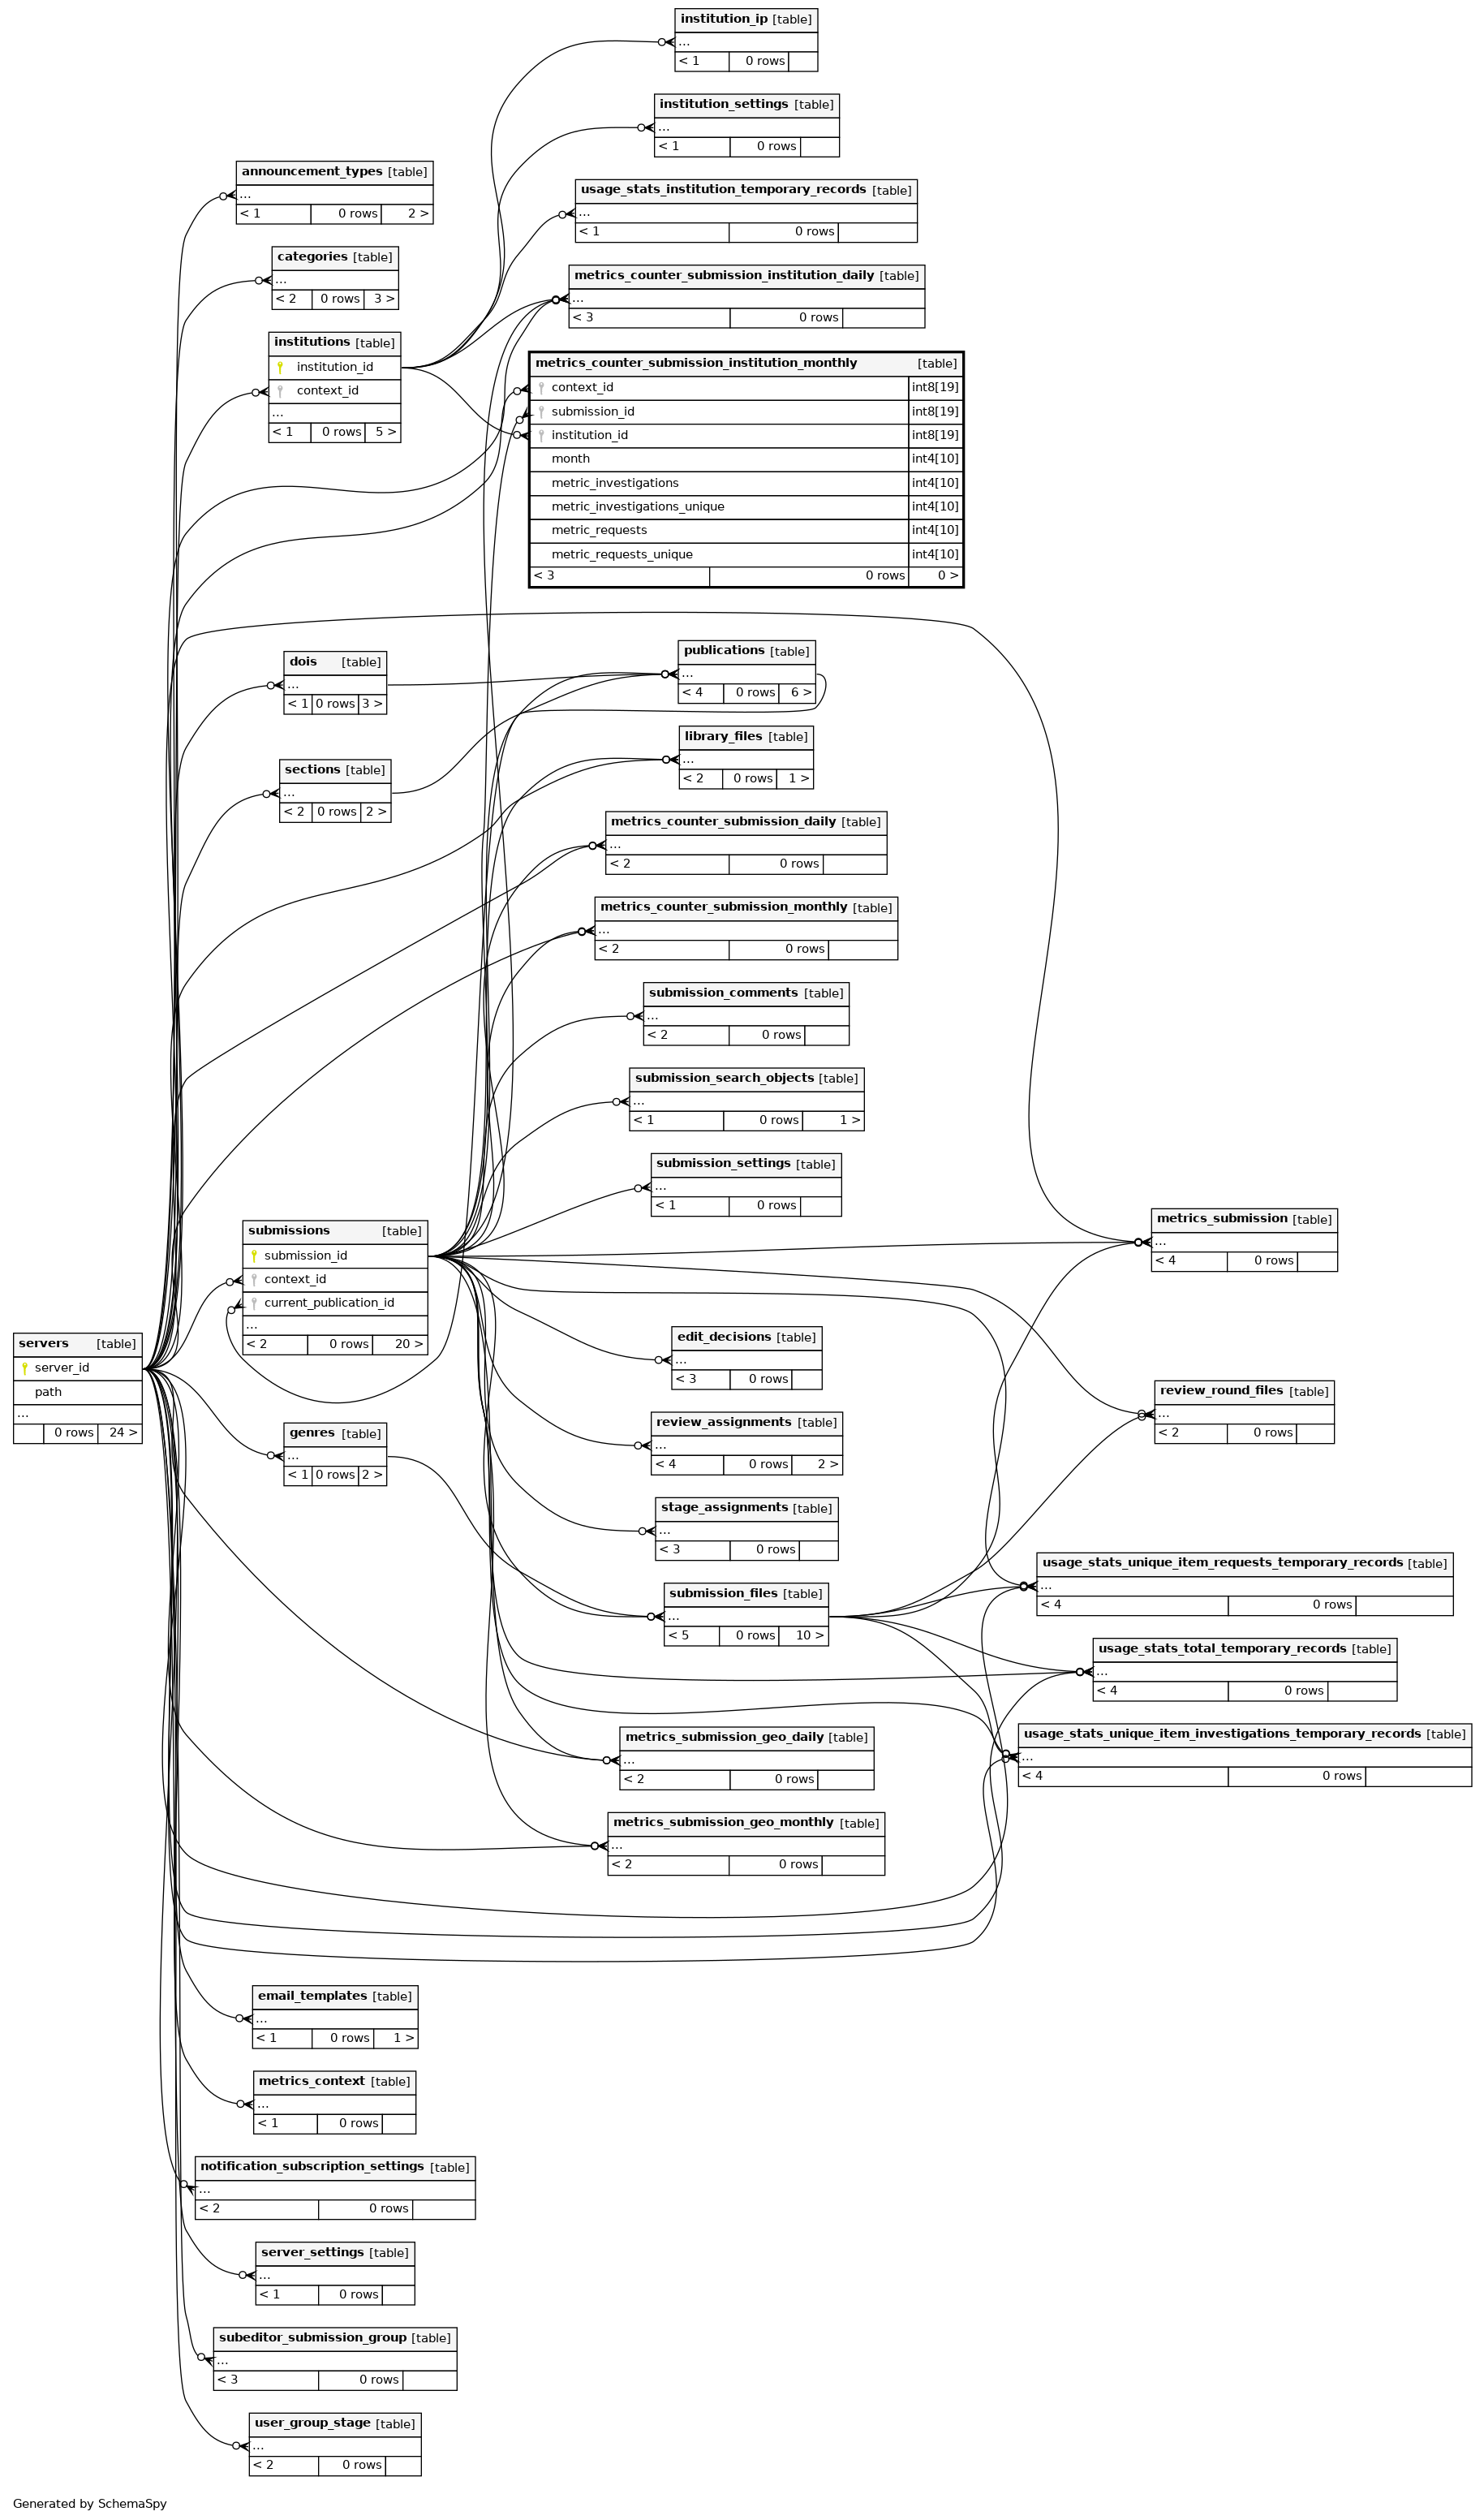 institution_ip [table]
...
< 1 0 rows
institution_settings [table]
...
< 1 0 rows
announcement_types [table]
...
< 1 0 rows 2 >
usage_stats_institution_temporary_records [table]
...
< 1 0 rows
categories [table]
...
< 2 0 rows 3 >
metrics_counter_submission_institution_daily [table]
...
< 3 0 rows
institutions [table]
institution_id
context_id
...
< 1 0 rows 5 >
metrics_counter_submission_institution_monthly [table]
context_id int8[19]
submission_id int8[19]
institution_id int8[19]
month int4[10]
metric_investigations int4[10]
metric_investigations_unique int4[10]
metric_requests int4[10]
metric_requests_unique int4[10]
< 3 0 rows 0 >
publications [table]
...
< 4 0 rows 6 >
dois [table]
...
< 1 0 rows 3 >
library_files [table]
...
< 2 0 rows 1 >
sections [table]
...
< 2 0 rows 2 >
metrics_counter_submission_daily [table]
...
< 2 0 rows
metrics_counter_submission_monthly [table]
...
< 2 0 rows
submission_comments [table]
...
< 2 0 rows
submission_search_objects [table]
...
< 1 0 rows 1 >
submission_settings [table]
...
< 1 0 rows
metrics_submission [table]
...
< 4 0 rows
submissions [table]
submission_id
context_id
current_publication_id
...
< 2 0 rows 20 >
servers [table]
server_id
path
...
0 rows 24 >
edit_decisions [table]
...
< 3 0 rows
review_round_files [table]
...
< 2 0 rows
review_assignments [table]
...
< 4 0 rows 2 >
genres [table]
...
< 1 0 rows 2 >
stage_assignments [table]
...
< 3 0 rows
usage_stats_unique_item_requests_temporary_records [table]
...
< 4 0 rows
submission_files [table]
...
< 5 0 rows 10 >
usage_stats_total_temporary_records [table]
...
< 4 0 rows
usage_stats_unique_item_investigations_temporary_records [table]
...
< 4 0 rows
metrics_submission_geo_daily [table]
...
< 2 0 rows
metrics_submission_geo_monthly [table]
...
< 2 0 rows
email_templates [table]
...
< 1 0 rows 1 >
metrics_context [table]
...
< 1 0 rows
notification_subscription_settings [table]
...
< 2 0 rows
server_settings [table]
...
< 1 0 rows
subeditor_submission_group [table]
...
< 3 0 rows
user_group_stage [table]
...
< 2 0 rows
Generated by SchemaSpy